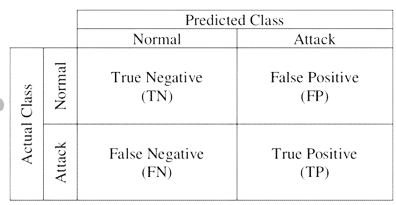 Predicted Class
Normal Attack
Actual Class
Normal
True Negative
(TN)
False Positive
(FP)
Attack
False Negative
(FN)
True Positive
(TP)